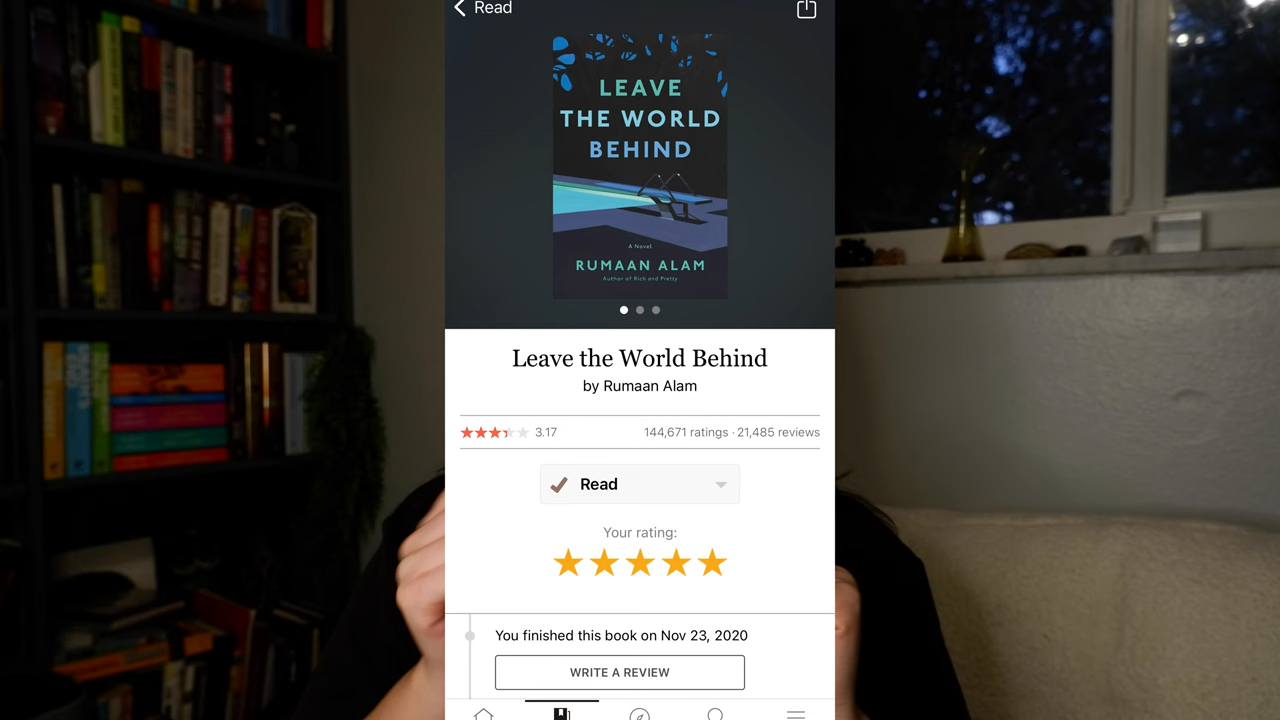 Read
LEAVE
THE WORLD
BEHIND
A Novel
RUMAAN ALAM
Author of Rich and Pretty
Leave the World Behind
by Rumaan Alam
3.17
144,671 ratings · 21,485 reviews
Read
Your rating:
You finished this book on Nov 23, 2020
WRITE A REVIEW